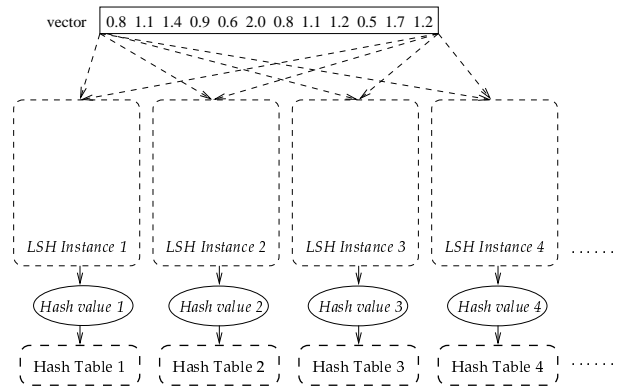 vector 0.8 1.1 1.4 0.9 0.6 2.0 0.8 1.1 1.2 0.5 1.7 1.2
LSH Instance 1 LSH Instance 2 LSH Instance 3 LSH Instance 4 ......
Hash value 1 Hash value 2 Hash value 3 Hash value 4
Hash Table 1 Hash Table 2 Hash Table 3 Hash Table 4 ......